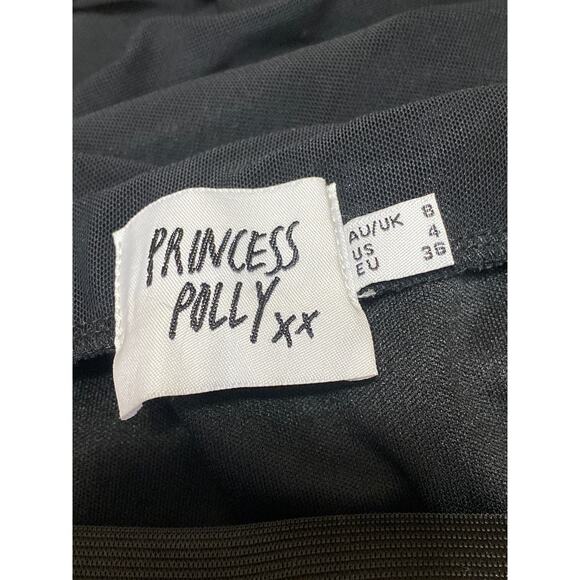 PRINCESS
POLLY xx
AU/UK 8
US 4
EU 36